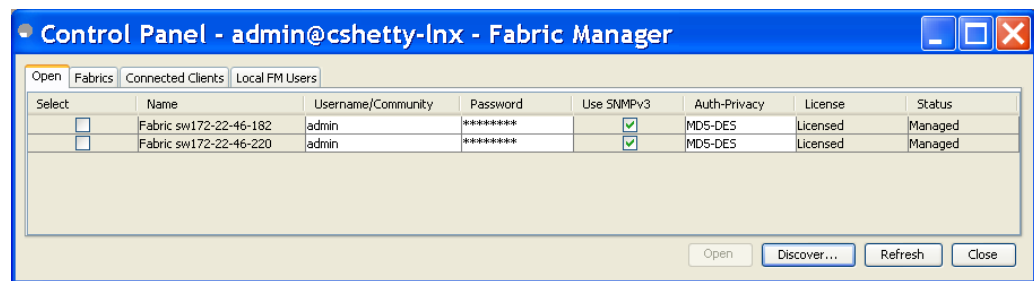 Control Panel - admin@cshetty-lnx - Fabric Manager
Open Fabrics Connected Clients Local FM Users
Select Name Username/Community Password Use SNMPv3 Auth-Privacy License Status
Fabric sw172-22-46-182 admin ******** MD5-DES Licensed Managed
Fabric sw172-22-46-220 admin ******** MD5-DES Licensed Managed
Open Discover... Refresh Close